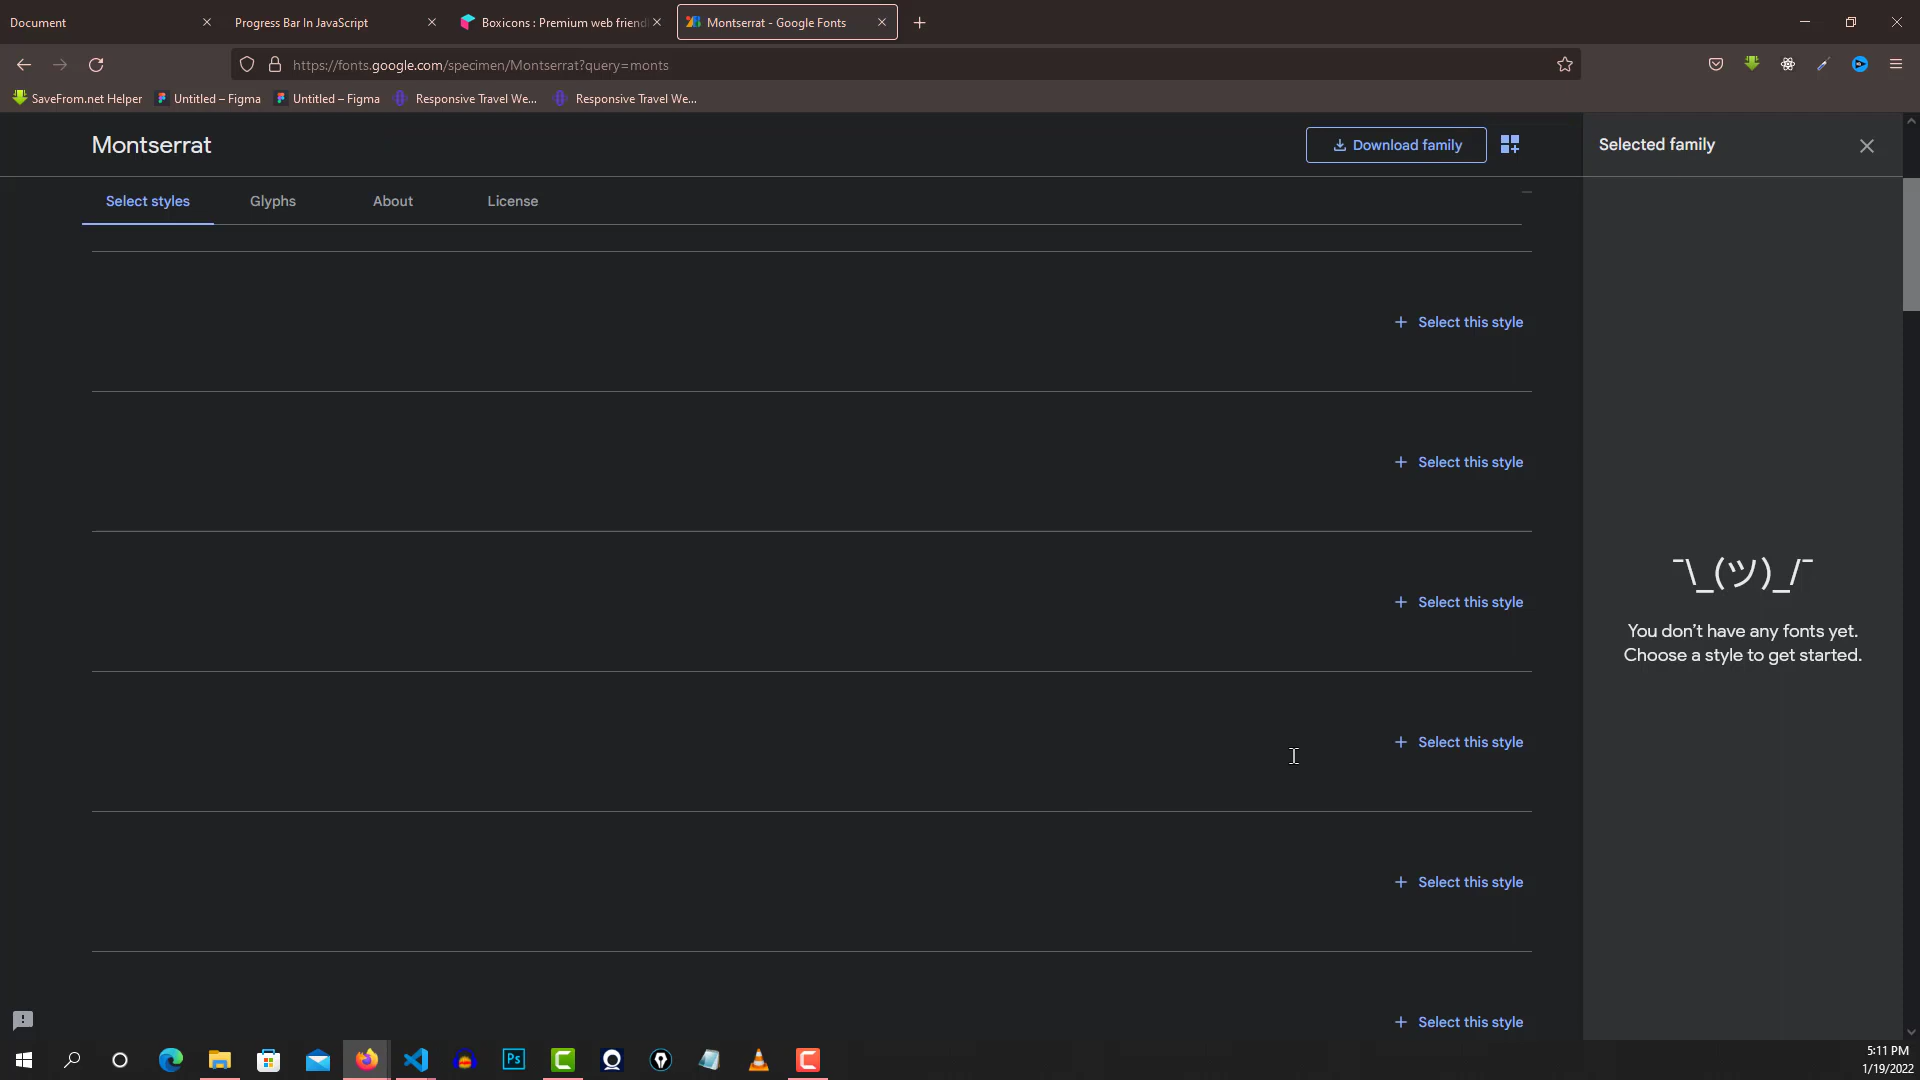 Document
Progress Bar In JavaScript
Boxicons : Premium web friend
Montserrat - Google Fonts
https://fonts.google.com/specimen/Montserrat?query=monts
SaveFrom.net Helper
Untitled – Figma
Untitled – Figma
Responsive Travel We...
Responsive Travel We...
Montserrat
Download family
Selected family
Select styles
Glyphs
About
License
Select this style
Select this style
Select this style
Select this style
Select this style
Select this style
¯\_(ツ)_/¯
You don't have any fonts yet.
Choose a style to get started.
Ps
5:11 PM
1/19/2022